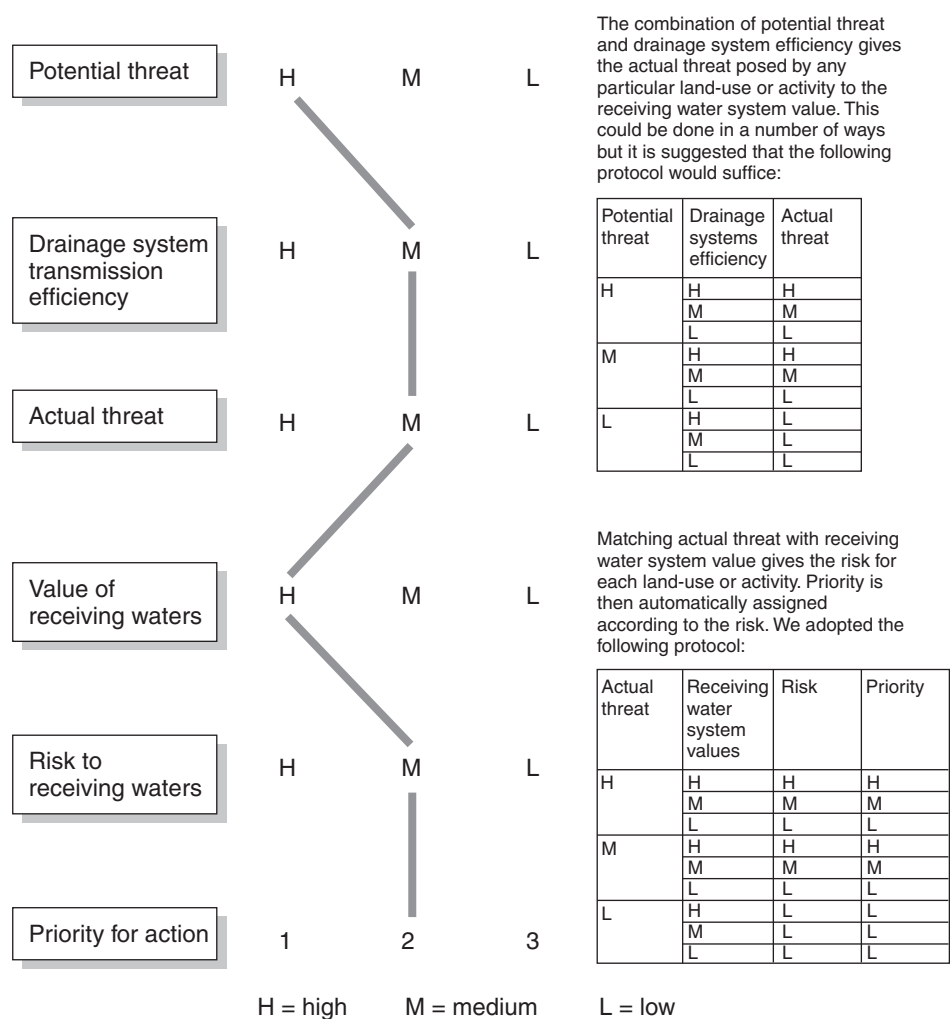 Potential threat
H M L
Drainage system
transmission
efficiency
H M L
Actual threat
H M L
Value of
receiving waters
H M L
Risk to
receiving waters
H M L
Priority for action
1 2 3
H = high M = medium L = low
The combination of potential threat
and drainage system efficiency gives
the actual threat posed by any
particular land-use or activity to the
receiving water system value. This
could be done in a number of ways
but it is suggested that the following
protocol would suffice:
Potential Drainage Actual
threat systems threat
efficiency
H H H
M M
L L
M H H
M M
L L
L H L
M L
L L
Matching actual threat with receiving
water system value gives the risk for
each land-use or activity. Priority is
then automatically assigned
according to the risk. We adopted the
following protocol:
Actual Receiving Risk Priority
threat water
system
values
H H H H
M M M
L L L
M H H H
M M M
L L L
L H L L
M L L
L L L